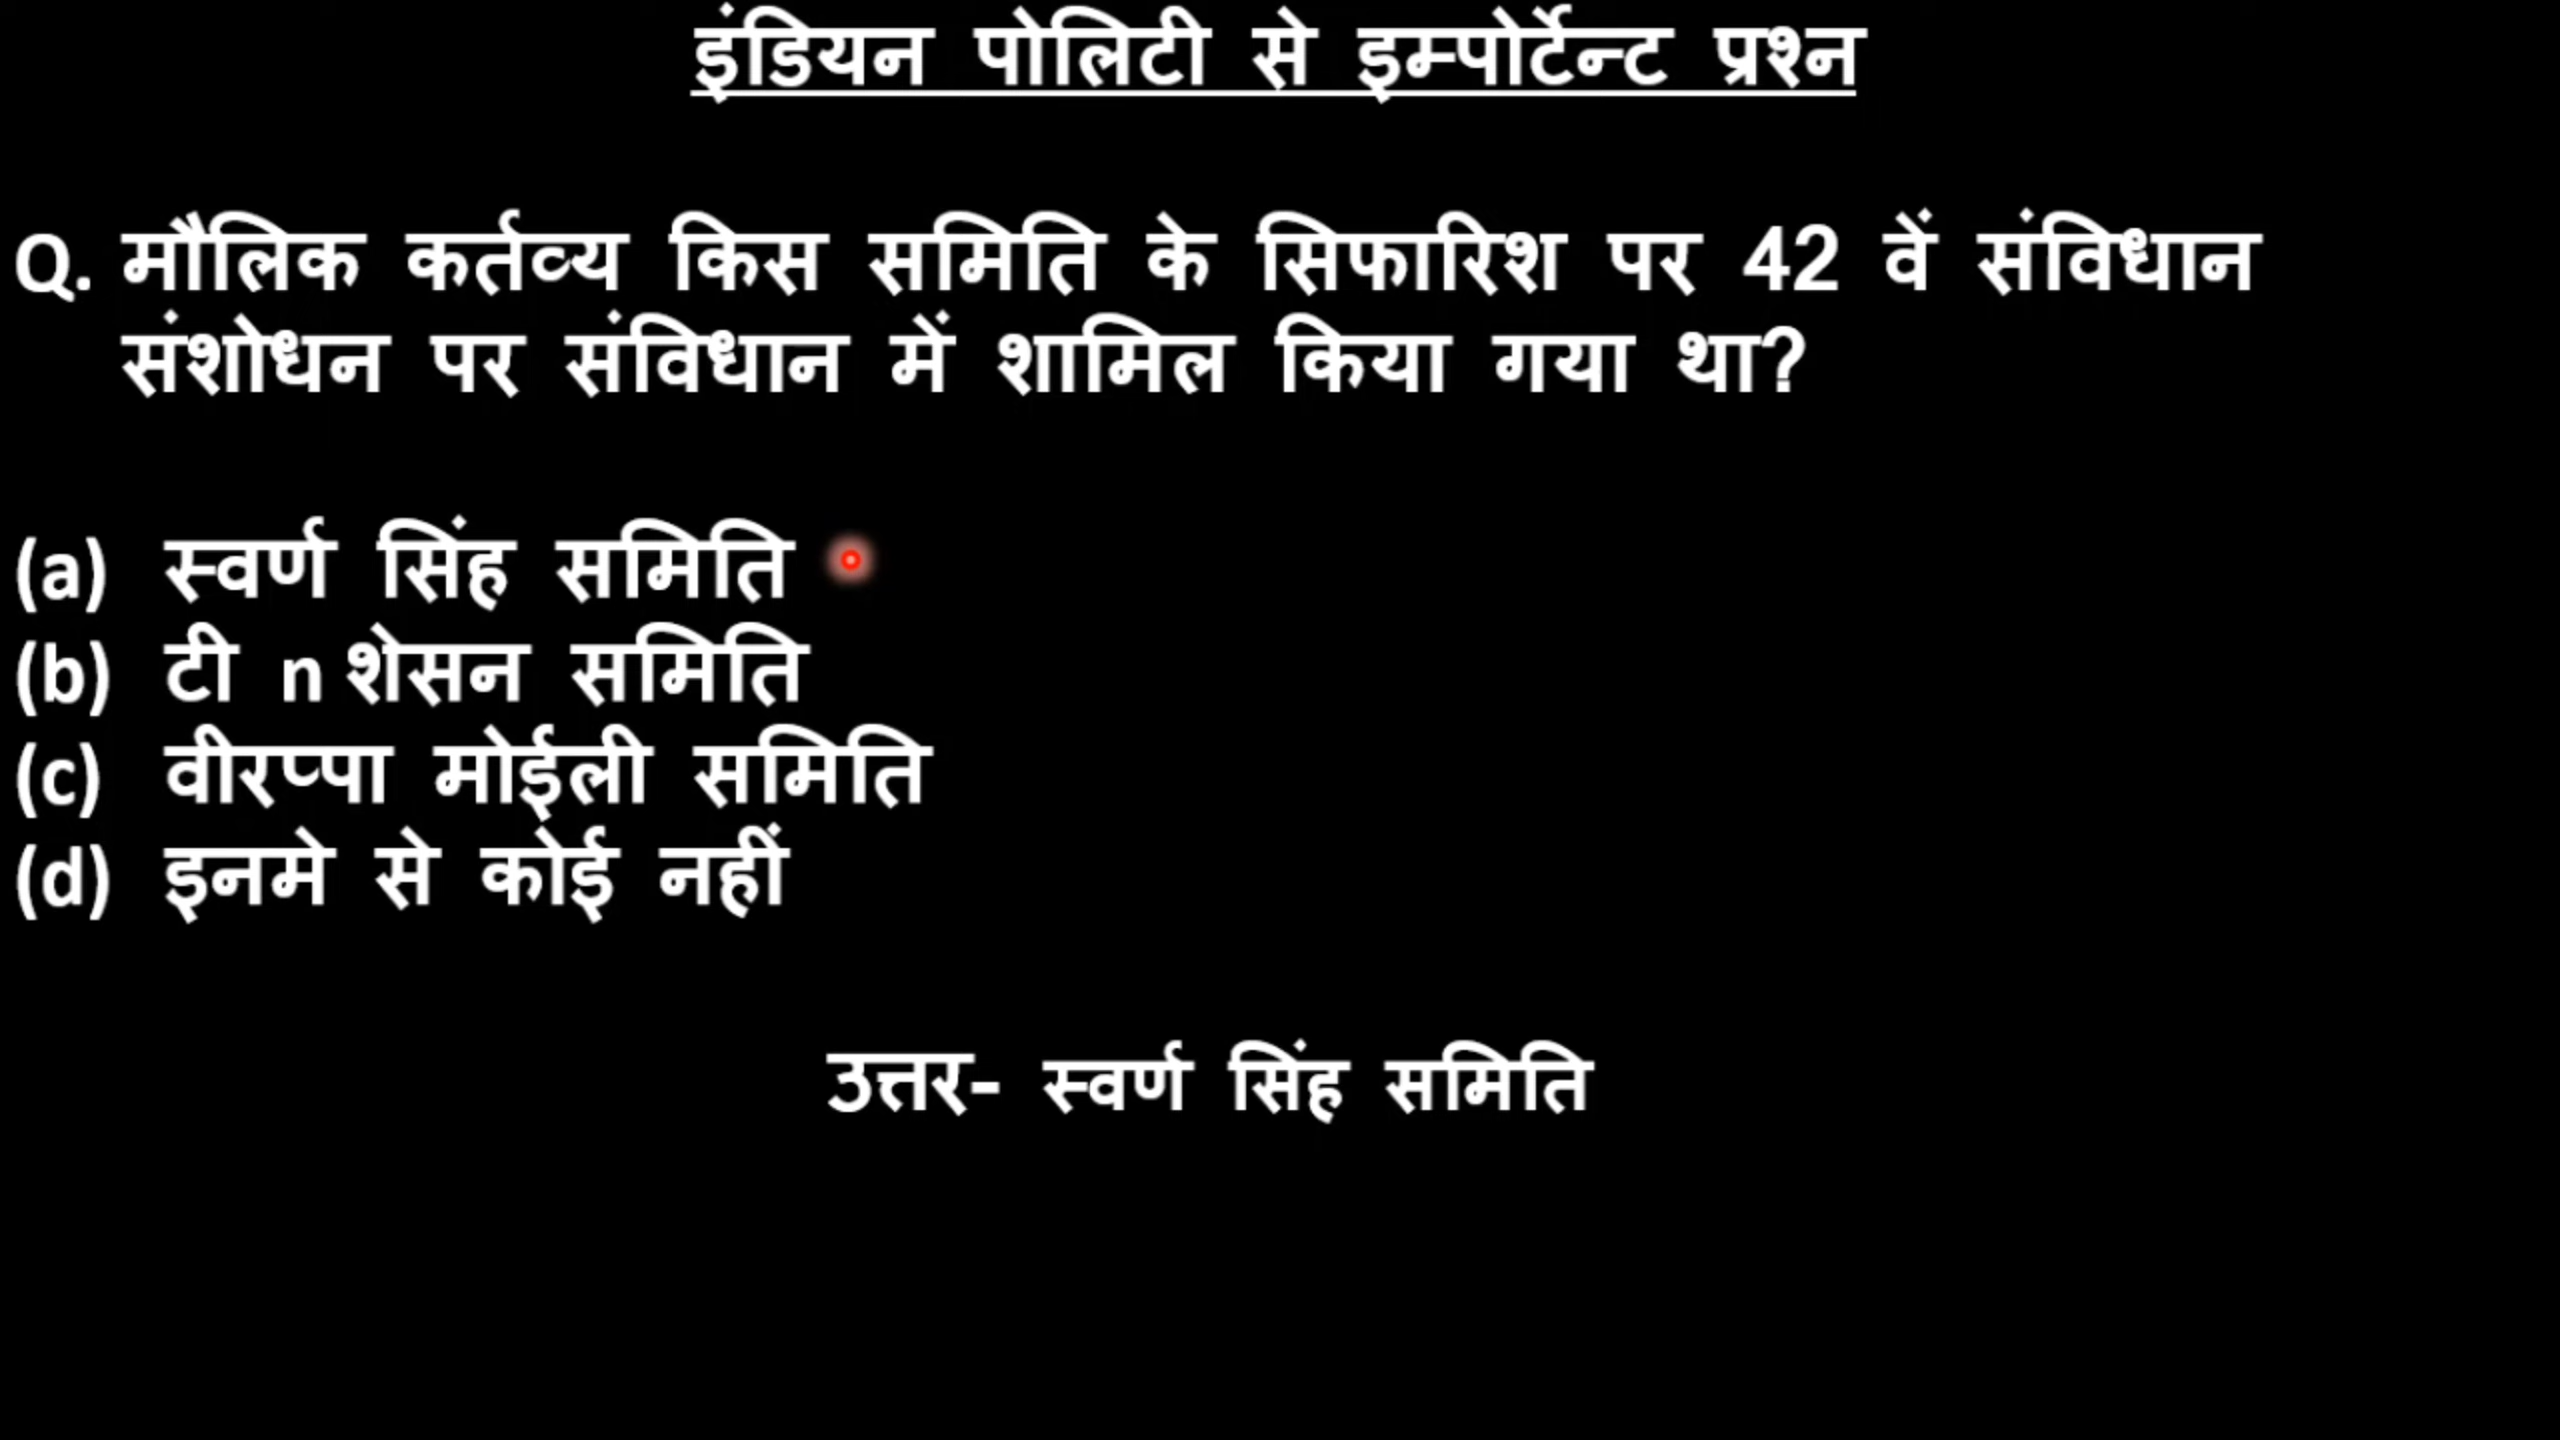 इंडियन पोलिटी से इम्पोर्टेन्ट प्रश्न
Q. मौलिक कर्तव्य किस समिति के सिफारिश पर 42 वें संविधान
संशोधन पर संविधान में शामिल किया गया था?
(a) स्वर्ण सिंह समिति
(b) टी n शेसन समिति
(c) वीरप्पा मोईली समिति
(d) इनमे से कोई नहीं
उत्तर- स्वर्ण सिंह समिति